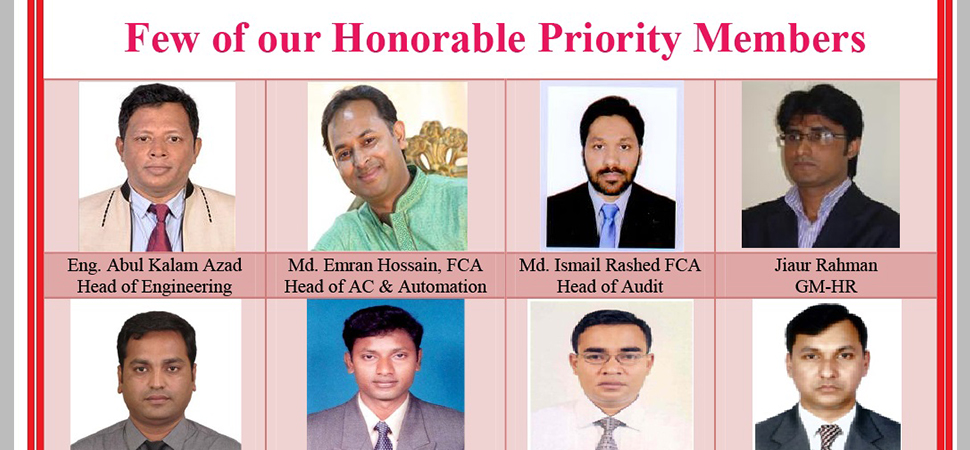 Few of our Honorable Priority Members
Eng. Abul Kalam Azad
Head of Engineering
Md. Emran Hossain, FCA
Head of AC & Automation
Md. Ismail Rashed FCA
Head of Audit
Jiaur Rahman
GM-HR